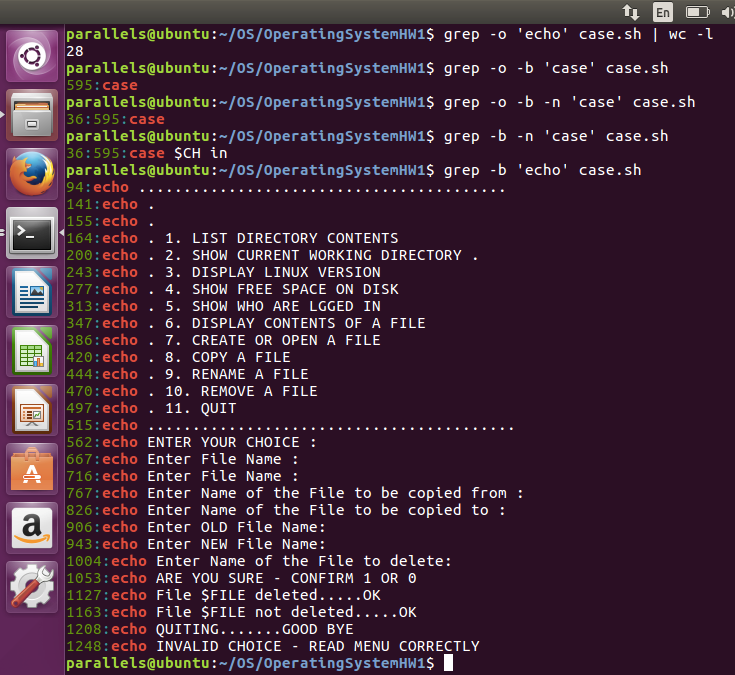 En
parallels@ubuntu:~/OS/OperatingSystemHW1$ grep -o 'echo' case.sh | wc -l
28
parallels@ubuntu:~/OS/OperatingSystemHW1$ grep -o -b 'case' case.sh
595:case
parallels@ubuntu:~/OS/OperatingSystemHW1$ grep -o -b -n 'case' case.sh
36:595:case
parallels@ubuntu:~/OS/OperatingSystemHW1$ grep -b -n 'case' case.sh
36:595:case $CH in
parallels@ubuntu:~/OS/OperatingSystemHW1$ grep -b 'echo' case.sh
94:echo .........................................
141:echo .
155:echo .
164:echo . 1. LIST DIRECTORY CONTENTS
200:echo . 2. SHOW CURRENT WORKING DIRECTORY .
243:echo . 3. DISPLAY LINUX VERSION
277:echo . 4. SHOW FREE SPACE ON DISK
313:echo . 5. SHOW WHO ARE LGGED IN
347:echo . 6. DISPLAY CONTENTS OF A FILE
386:echo . 7. CREATE OR OPEN A FILE
420:echo . 8. COPY A FILE
444:echo . 9. RENAME A FILE
470:echo . 10. REMOVE A FILE
497:echo . 11. QUIT
515:echo .........................................
562:echo ENTER YOUR CHOICE :
667:echo Enter File Name :
716:echo Enter File Name :
767:echo Enter Name of the File to be copied from :
826:echo Enter Name of the File to be copied to :
906:echo Enter OLD File Name:
943:echo Enter NEW File Name:
1004:echo Enter Name of the File to delete:
1053:echo ARE YOU SURE - CONFIRM 1 OR 0
1127:echo File $FILE deleted.....OK
1163:echo File $FILE not deleted.....OK
1208:echo QUITING.......GOOD BYE
1248:echo INVALID CHOICE - READ MENU CORRECTLY
parallels@ubuntu:~/OS/OperatingSystemHW1$